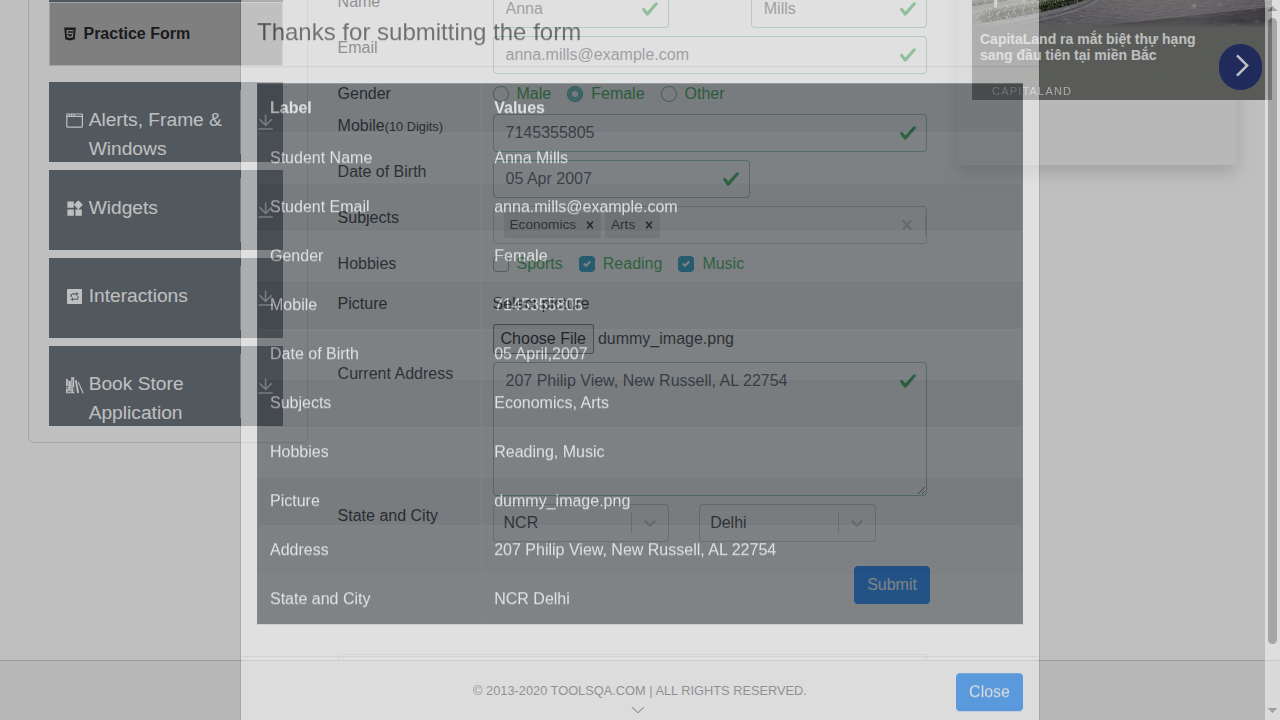 Practice Form
Alerts, Frame &
Windows
Widgets
Interactions
Book Store
Application
Name
Anna
Mills
Email
anna.mills@example.com
Gender
Male
Female
Other
Mobile(10 Digits)
7145355805
Date of Birth
05 Apr 2007
Subjects
Economics
Arts
Hobbies
Sports
Reading
Music
Picture
Select picture
Choose File dummy_image.png
Current Address
207 Philip View, New Russell, AL 22754
State and City
NCR
Delhi
Submit
Thanks for submitting the form
Label Values
Student Name Anna Mills
Student Email anna.mills@example.com
Gender Female
Mobile 7145355805
Date of Birth 05 April,2007
Subjects Economics, Arts
Hobbies Reading, Music
Picture dummy_image.png
Address 207 Philip View, New Russell, AL 22754
State and City NCR Delhi
Close
CapitaLand ra mắt biệt thự hạng
sang đầu tiên tại miền Bắc
CAPITALAND
© 2013-2020 TOOLSQA.COM | ALL RIGHTS RESERVED.